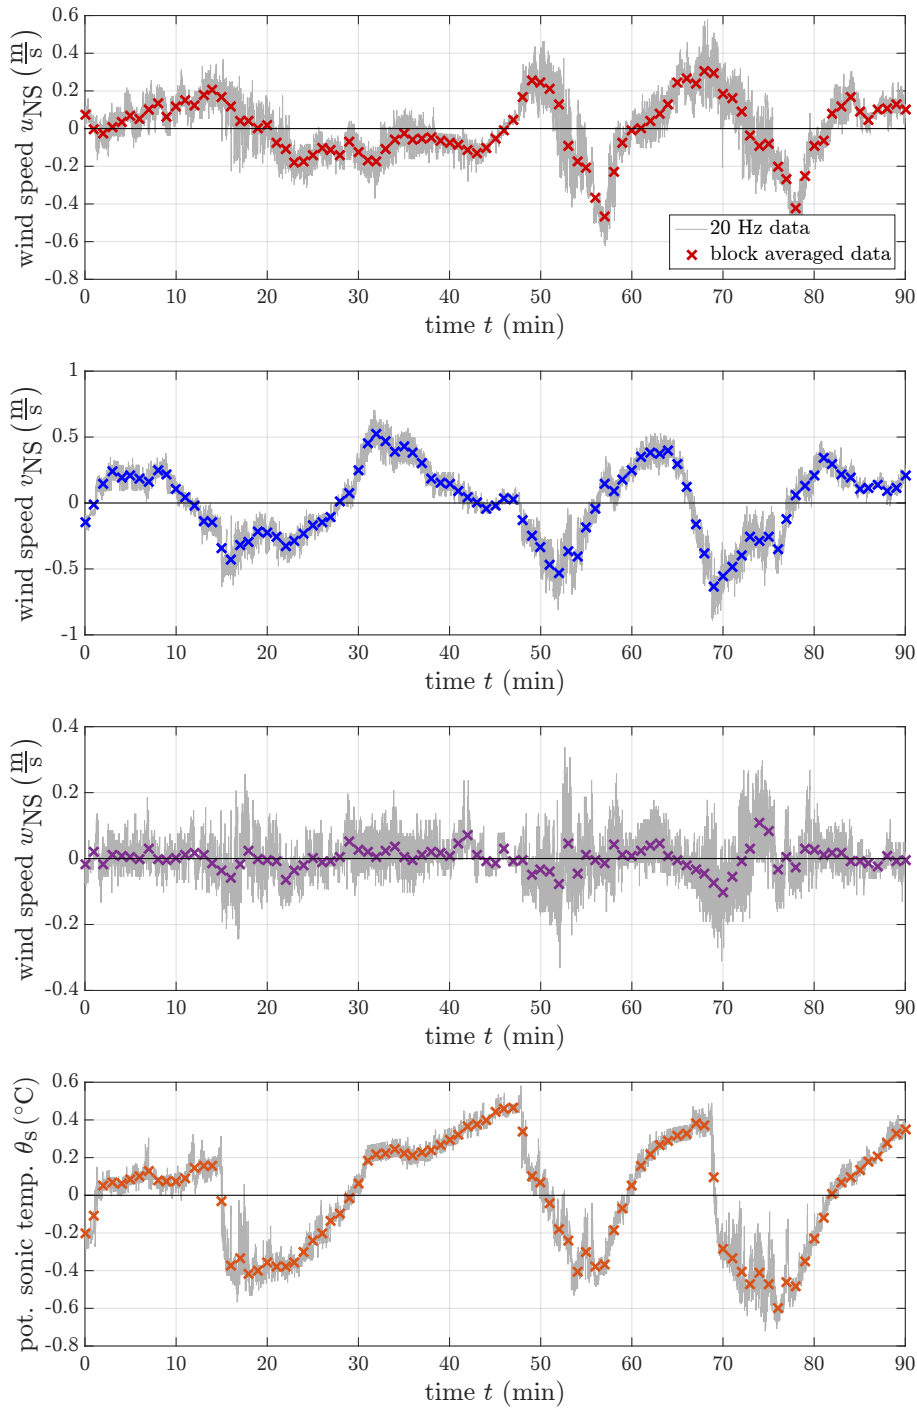 0.6
0.4
0.2
0
-0.2
-0.4
-0.6
-0.8
wind speed u_NS (m/s)
20 Hz data
block averaged data
0 10 20 30 40 50 60 70 80 90
time t (min)
1
0.5
0
-0.5
-1
wind speed v_NS (m/s)
0 10 20 30 40 50 60 70 80 90
time t (min)
0.4
0.2
0
-0.2
-0.4
wind speed w_NS (m/s)
0 10 20 30 40 50 60 70 80 90
time t (min)
0.6
0.4
0.2
0
-0.2
-0.4
-0.6
-0.8
pot. sonic temp. θ_s (°C)
0 10 20 30 40 50 60 70 80 90
time t (min)